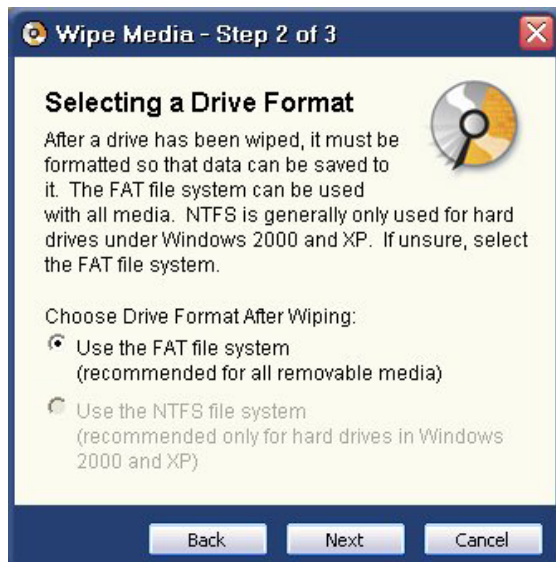 Wipe Media - Step 2 of 3
Selecting a Drive Format
After a drive has been wiped, it must be
formatted so that data can be saved to
it. The FAT file system can be used
with all media. NTFS is generally only used for hard
drives under Windows 2000 and XP. If unsure, select
the FAT file system.
Choose Drive Format After Wiping:
Use the FAT file system
(recommended for all removable media)
Use the NTFS file system
(recommended only for hard drives in Windows
2000 and XP)
Back Next Cancel